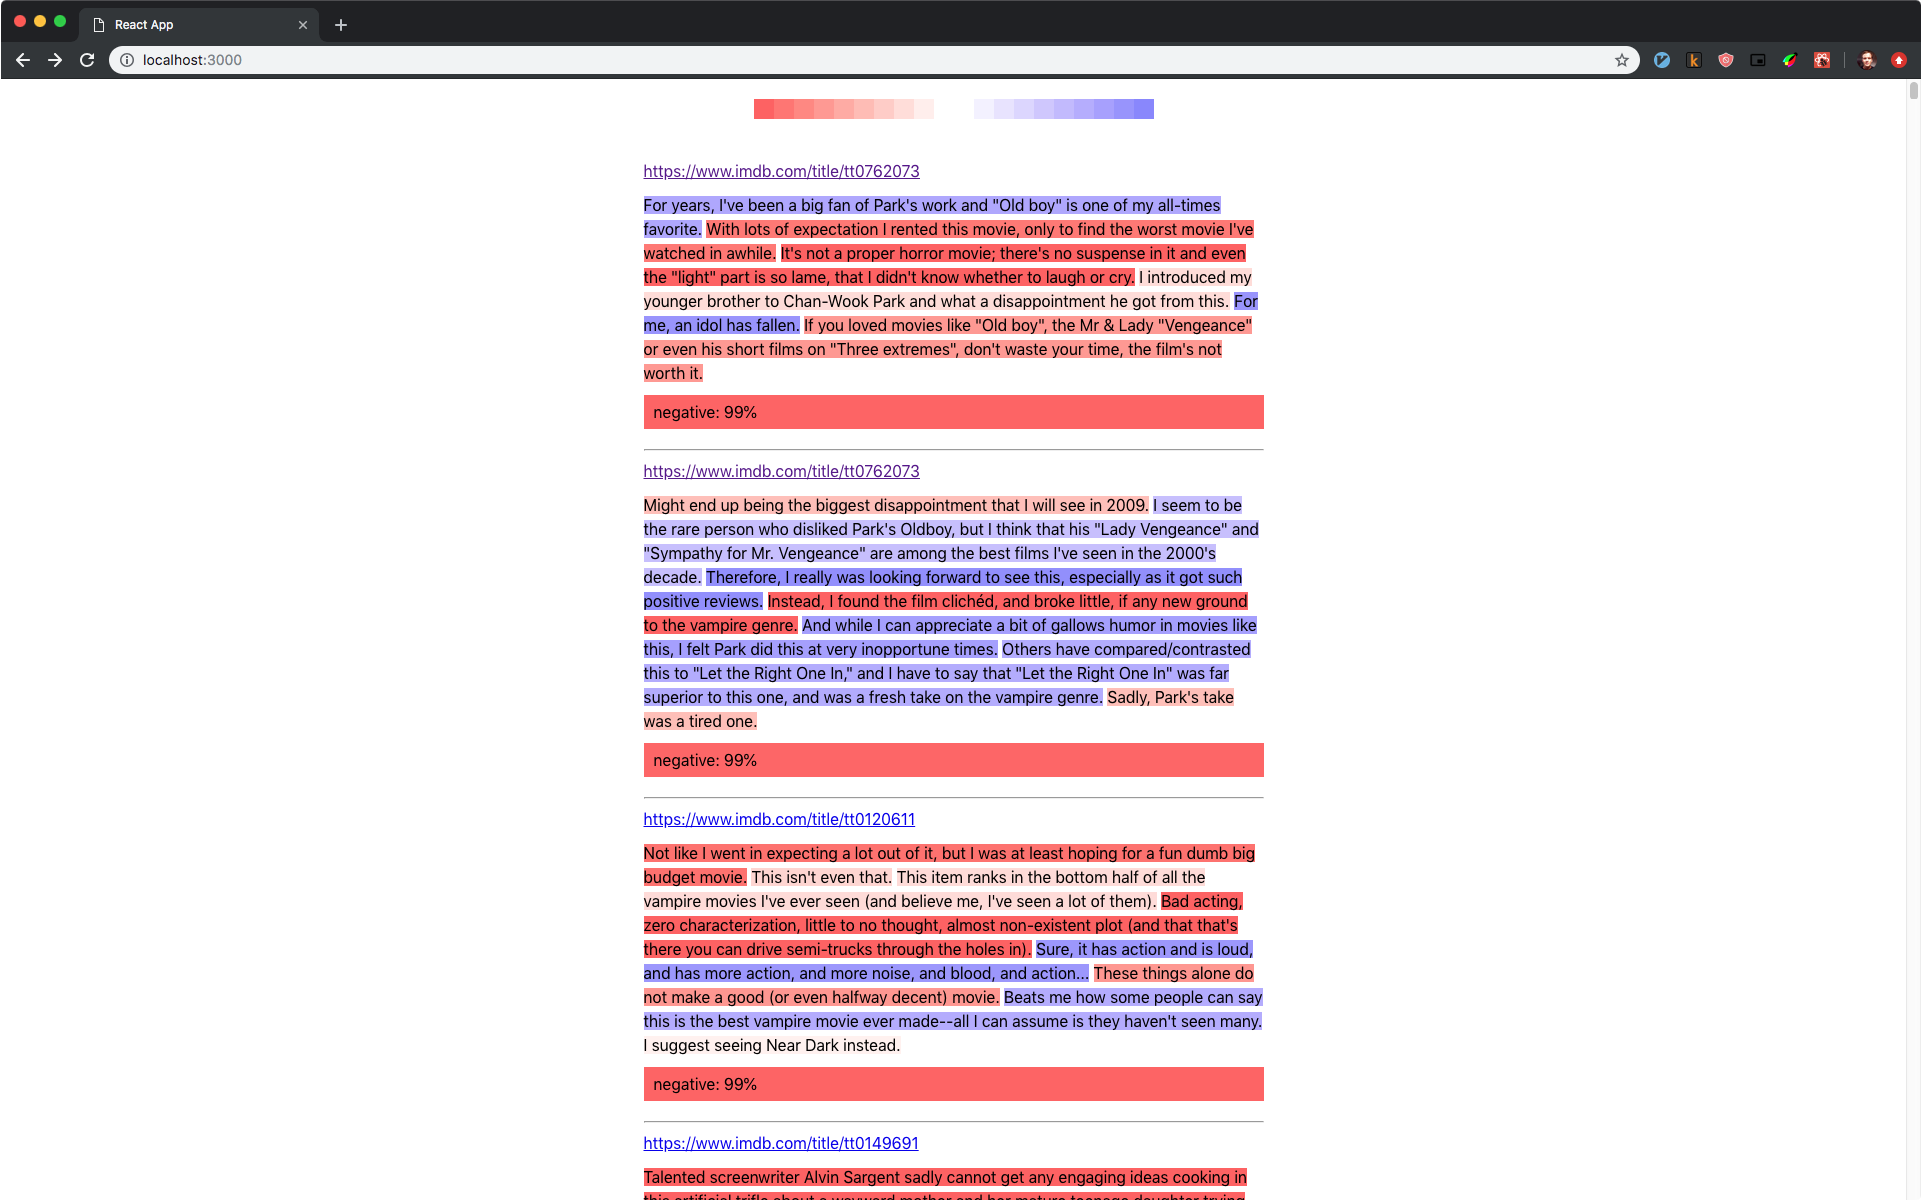 React App
localhost:3000
https://www.imdb.com/title/tt0762073
For years, I've been a big fan of Park's work and "Old boy" is one of my all-times
favorite. With lots of expectation I rented this movie, only to find the worst movie I've
watched in awhile. It's not a proper horror movie; there's no suspense in it and even
the "light" part is so lame, that I didn't know whether to laugh or cry. I introduced my
younger brother to Chan-Wook Park and what a disappointment he got from this. For
me, an idol has fallen. If you loved movies like "Old boy", the Mr & Lady "Vengeance"
or even his short films on "Three extremes", don't waste your time, the film's not
worth it.
negative: 99%
https://www.imdb.com/title/tt0762073
Might end up being the biggest disappointment that I will see in 2009. I seem to be
the rare person who disliked Park's Oldboy, but I think that his "Lady Vengeance" and
"Sympathy for Mr. Vengeance" are among the best films I've seen in the 2000's
decade. Therefore, I really was looking forward to see this, especially as it got such
positive reviews. Instead, I found the film clichéd, and broke little, if any new ground
to the vampire genre. And while I can appreciate a bit of gallows humor in movies like
this, I felt Park did this at very inopportune times. Others have compared/contrasted
this to "Let the Right One In," and I have to say that "Let the Right One In" was far
superior to this one, and was a fresh take on the vampire genre. Sadly, Park's take
was a tired one.
negative: 99%
https://www.imdb.com/title/tt0120611
Not like I went in expecting a lot out of it, but I was at least hoping for a fun dumb big
budget movie. This isn't even that. This item ranks in the bottom half of all the
vampire movies I've ever seen (and believe me, I've seen a lot of them). Bad acting,
zero characterization, little to no thought, almost non-existent plot (and that that's
there you can drive semi-trucks through the holes in). Sure, it has action and is loud,
and has more action, and more noise, and blood, and action... These things alone do
not make a good (or even halfway decent) movie. Beats me how some people can say
this is the best vampire movie ever made--all I can assume is they haven't seen many.
I suggest seeing Near Dark instead.
negative: 99%
https://www.imdb.com/title/tt0149691
Talented screenwriter Alvin Sargent sadly cannot get any engaging ideas cooking in
this artificial trifle about a wayward mother and her mature teenage daughter trying